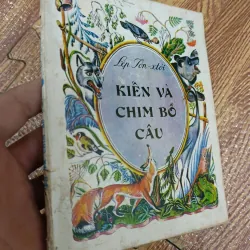 Lép Tôn-xtôi
KIẾN VÀ
CHIM BỒ
CÂU